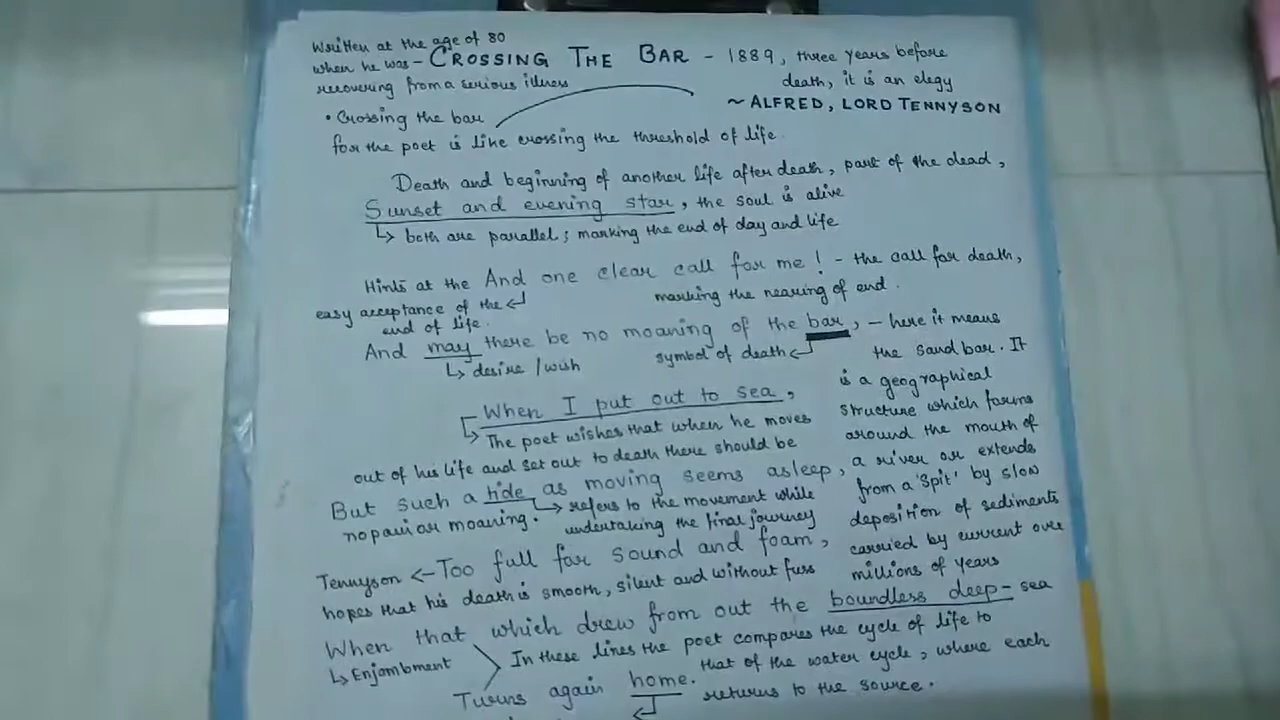 Written at the age of 80
when he was - CROSSING THE BAR - 1889, three years before
recovering from a serious illness death, it is an elegy
~ ALFRED, LORD TENNYSON
• Crossing the bar
for the poet is like crossing the threshold of life.
Death and beginning of another life after death, part of the dead,
Sunset and evening star, the soul is alive
↳ both are parallel; marking the end of day and life
Hints at the And one clear call for me! - the call for death,
easy acceptance of the ↲ marking the nearing of end.
end of life.
And may there be no moaning of the bar, - here it means
↳ desire / wish symbol of death ↲ the sand bar. It
is a geographical
When I put out to sea, structure which forms
↳ The poet wishes that when he moves around the mouth of
out of his life and set out to death there should be a river or extends
But such a tide as moving seems asleep, from a 'spit' by slow
no pain or moaning. ↳ refers to the movement while deposition of sediments
undertaking the final journey carried by current over
Tennyson ← Too full for sound and foam, millions of years
hopes that his death is smooth, silent and without fuss
When that which drew from out the boundless deep - sea
↳ Enjambment In these lines the poet compares the cycle of life to
Turns again home. that of the water cycle, where each
returns to the source.